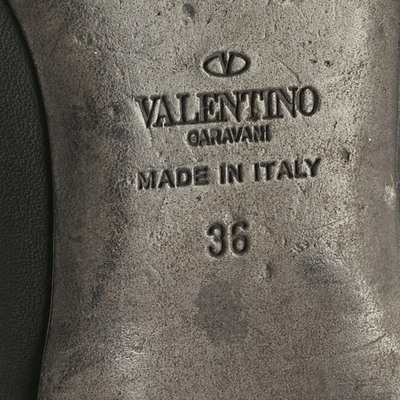 VALENTINO
GARAVANI
MADE IN ITALY
36